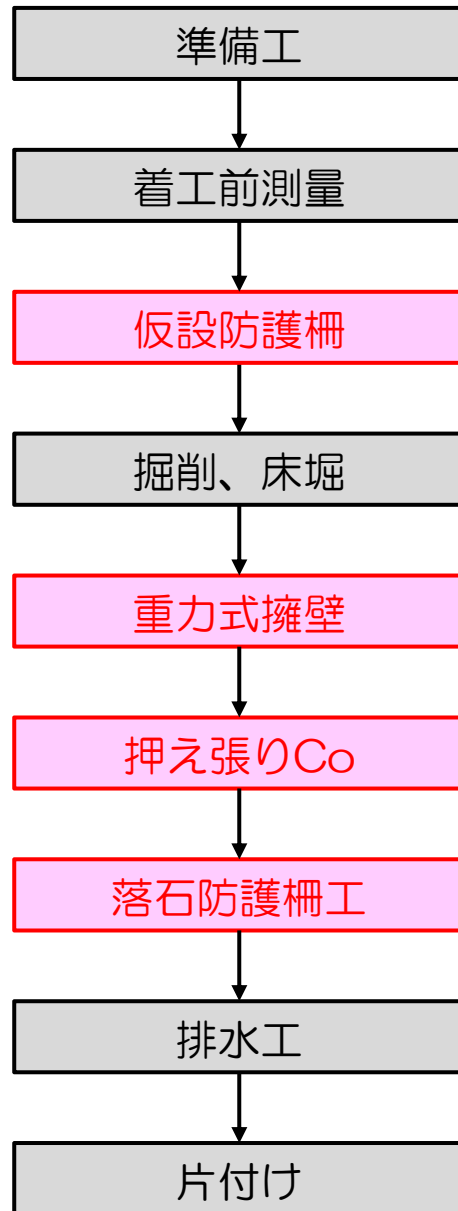 準備工
着工前測量
仮設防護柵
掘削、床堀
重力式擁壁
押え張りCo
落石防護柵工
排水工
片付け